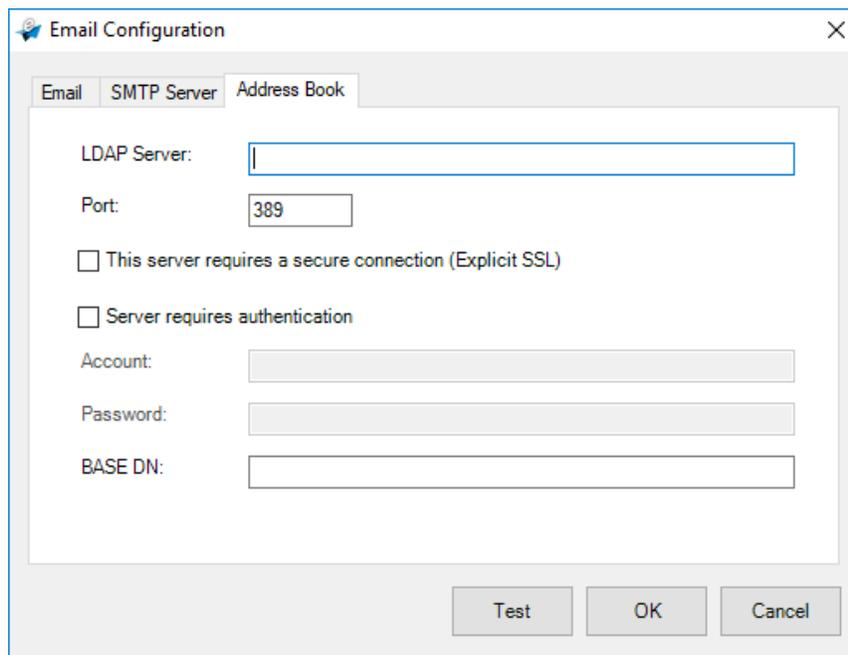 Email Configuration
Email SMTP Server Address Book
LDAP Server:
Port: 389
This server requires a secure connection (Explicit SSL)
Server requires authentication
Account:
Password:
BASE DN:
Test OK Cancel